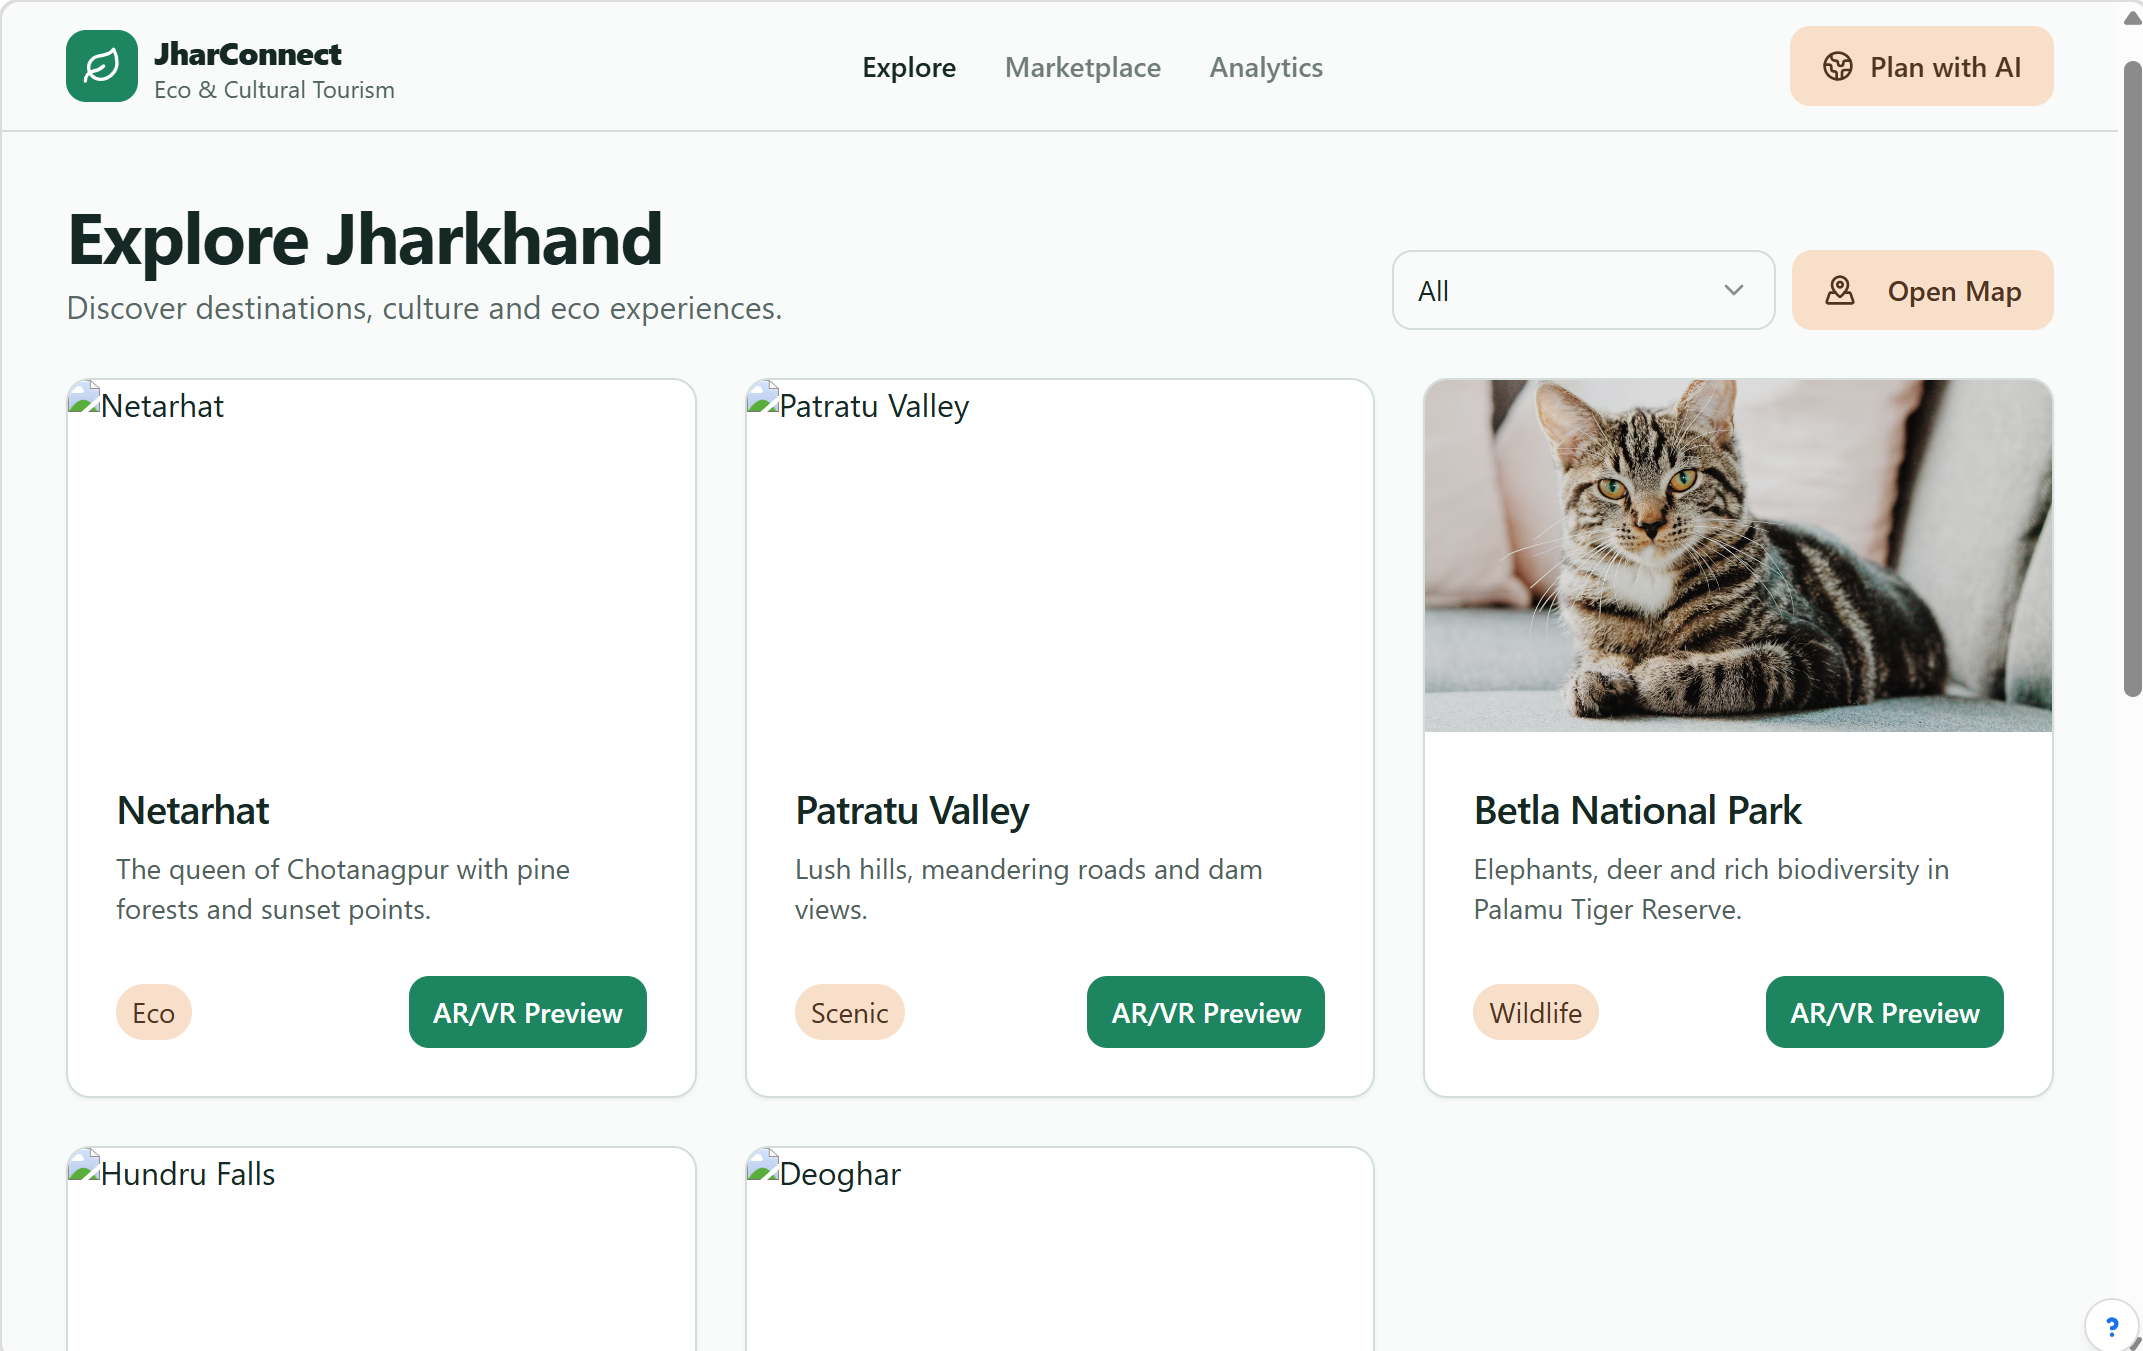 JharConnect
Eco & Cultural Tourism
Explore
Marketplace
Analytics
Plan with AI
Explore Jharkhand
Discover destinations, culture and eco experiences.
All
Open Map
Netarhat
Patratu Valley
Netarhat
The queen of Chotanagpur with pine
forests and sunset points.
Eco
AR/VR Preview
Patratu Valley
Lush hills, meandering roads and dam
views.
Scenic
AR/VR Preview
Betla National Park
Elephants, deer and rich biodiversity in
Palamu Tiger Reserve.
Wildlife
AR/VR Preview
Hundru Falls
Deoghar
?